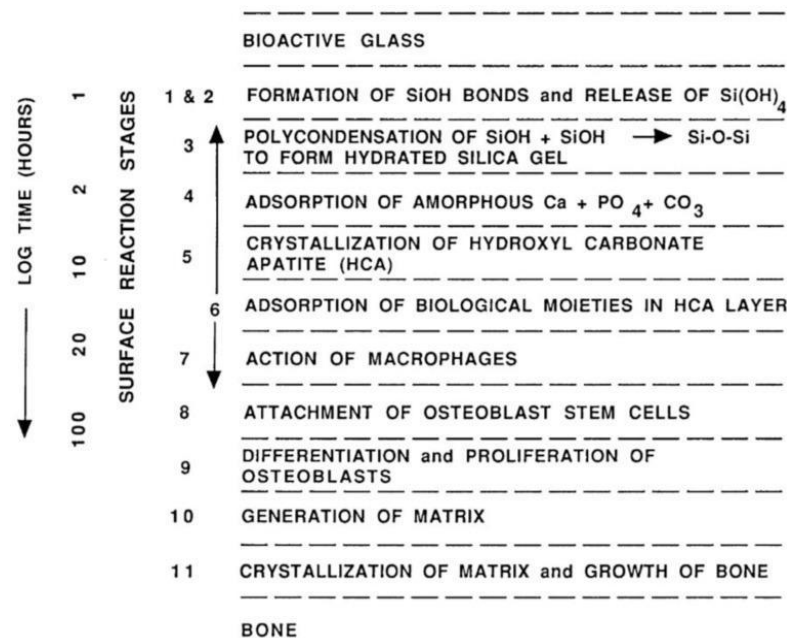 BIOACTIVE GLASS
LOG TIME (HOURS)
1
2
10
20
100
SURFACE REACTION STAGES
1 & 2 FORMATION OF SiOH BONDS and RELEASE OF Si(OH)4
3 POLYCONDENSATION OF SiOH + SiOH → Si-O-Si
TO FORM HYDRATED SILICA GEL
4 ADSORPTION OF AMORPHOUS Ca + PO4+ CO3
5 CRYSTALLIZATION OF HYDROXYL CARBONATE
APATITE (HCA)
6 ADSORPTION OF BIOLOGICAL MOIETIES IN HCA LAYER
7 ACTION OF MACROPHAGES
8 ATTACHMENT OF OSTEOBLAST STEM CELLS
9 DIFFERENTIATION and PROLIFERATION OF
OSTEOBLASTS
10 GENERATION OF MATRIX
11 CRYSTALLIZATION OF MATRIX and GROWTH OF BONE
BONE